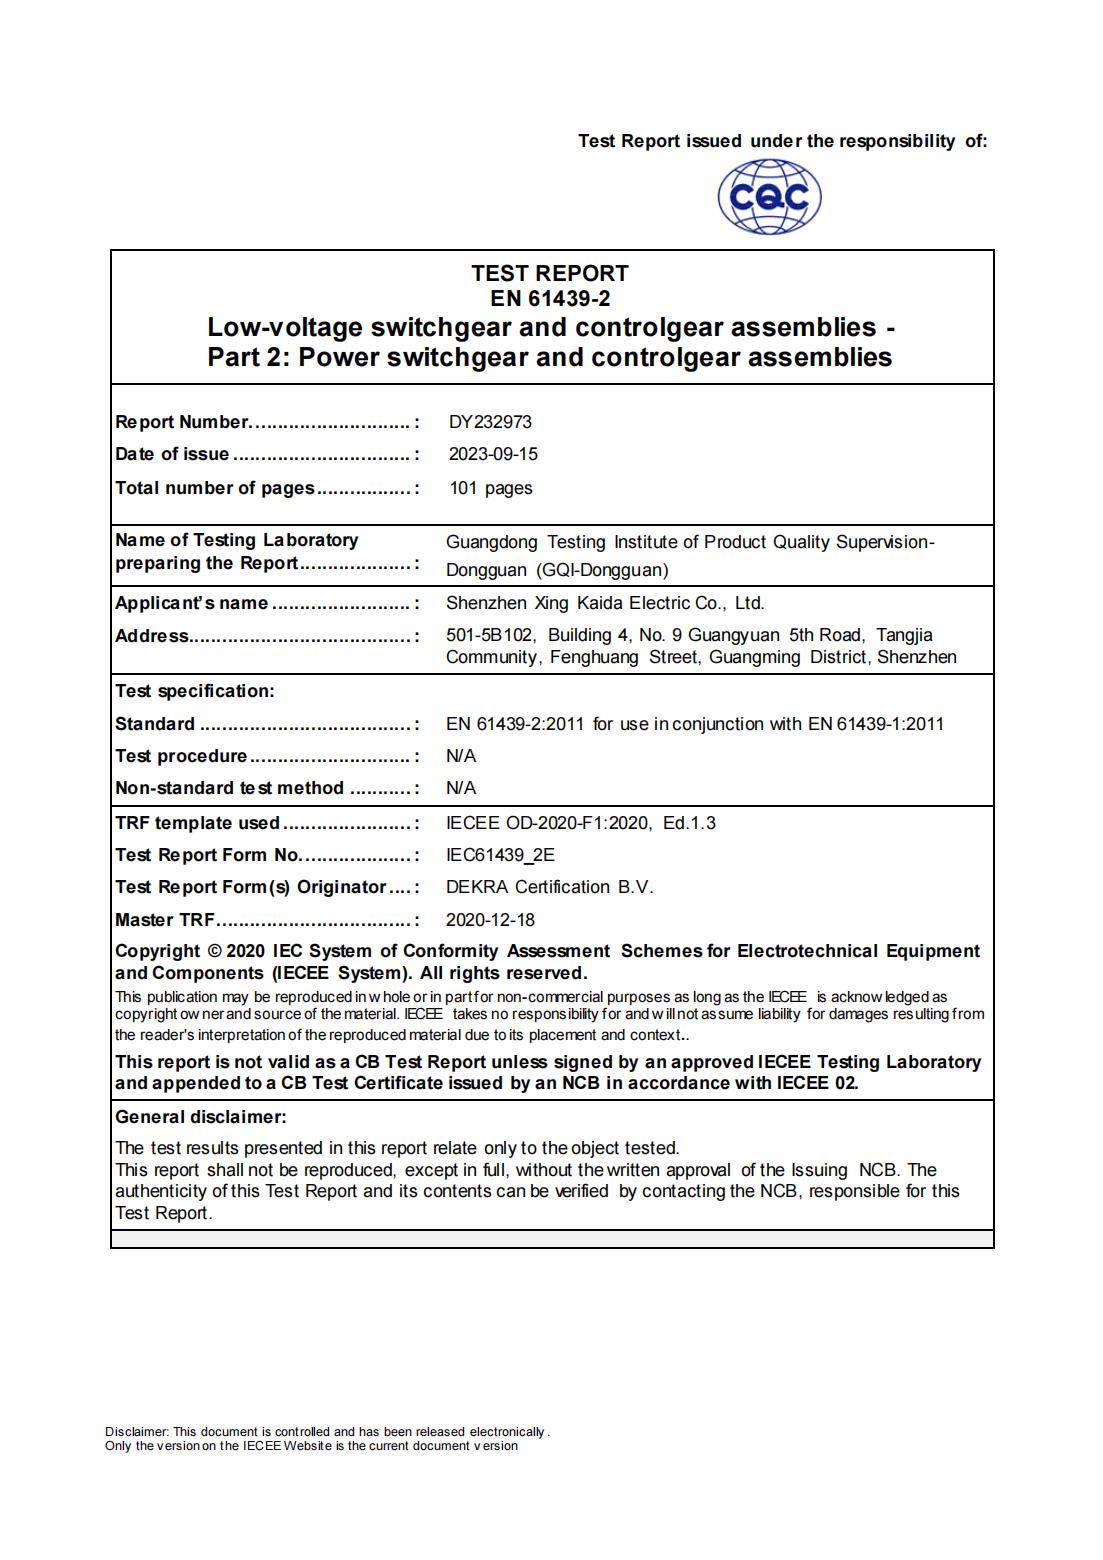 Test Report issued under the responsibility of:
CQC
TEST REPORT
EN 61439-2
Low-voltage switchgear and controlgear assemblies -
Part 2: Power switchgear and controlgear assemblies
Report Number............................ : DY232973
Date of issue ................................. : 2023-09-15
Total number of pages................. : 101 pages
Name of Testing Laboratory
preparing the Report..................... : Guangdong Testing Institute of Product Quality Supervision-
Dongguan (GQI-Dongguan)
Applicant's name .......................... : Shenzhen Xing Kaida Electric Co., Ltd.
Address......................................... : 501-5B102, Building 4, No. 9 Guangyuan 5th Road, Tangjia
Community, Fenghuang Street, Guangming District, Shenzhen
Test specification:
Standard ....................................... : EN 61439-2:2011 for use in conjunction with EN 61439-1:2011
Test procedure.............................. : N/A
Non-standard test method ........... : N/A
TRF template used........................ : IECEE OD-2020-F1:2020, Ed.1.3
Test Report Form No..................... : IEC61439_2E
Test Report Form(s) Originator.... : DEKRA Certification B.V.
Master TRF.................................... : 2020-12-18
Copyright © 2020 IEC System of Conformity Assessment Schemes for Electrotechnical Equipment
and Components (IECEE System). All rights reserved.
This publication may be reproduced in whole or in part for non-commercial purposes as long as the IECEE is acknowledged as
copyright owner and source of the material. IECEE takes no responsibility for and will not assume liability for damages resulting from
the reader's interpretation of the reproduced material due to its placement and context..
This report is not valid as a CB Test Report unless signed by an approved IECEE Testing Laboratory
and appended to a CB Test Certificate issued by an NCB in accordance with IECEE 02.
General disclaimer:
The test results presented in this report relate only to the object tested.
This report shall not be reproduced, except in full, without the written approval of the Issuing NCB. The
authenticity of this Test Report and its contents can be verified by contacting the NCB, responsible for this
Test Report.
Disclaimer: This document is controlled and has been released electronically.
Only the version on the IECEE Website is the current document version